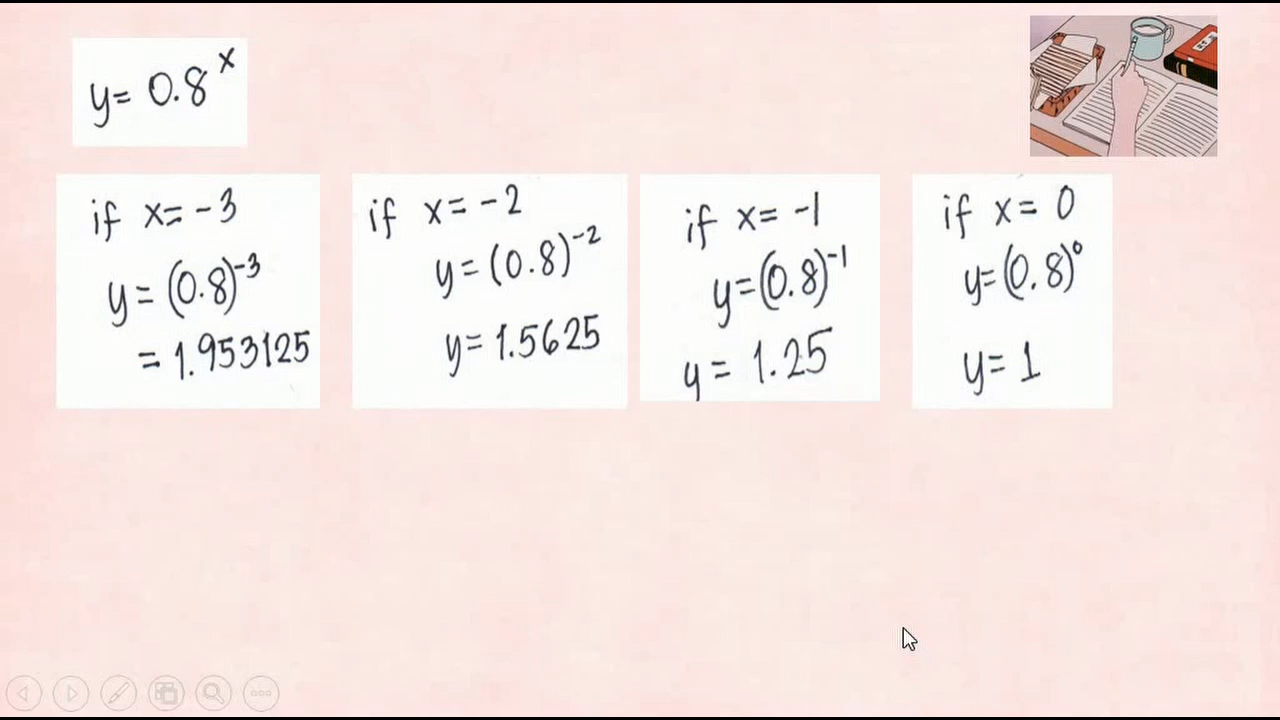 y= 0.8^x
if x= -3
y= (0.8)^-3
= 1.953125
if x= -2
y= (0.8)^-2
y= 1.5625
if x= -1
y=(0.8)^-1
y= 1.25
if x= 0
y=(0.8)^0
y= 1